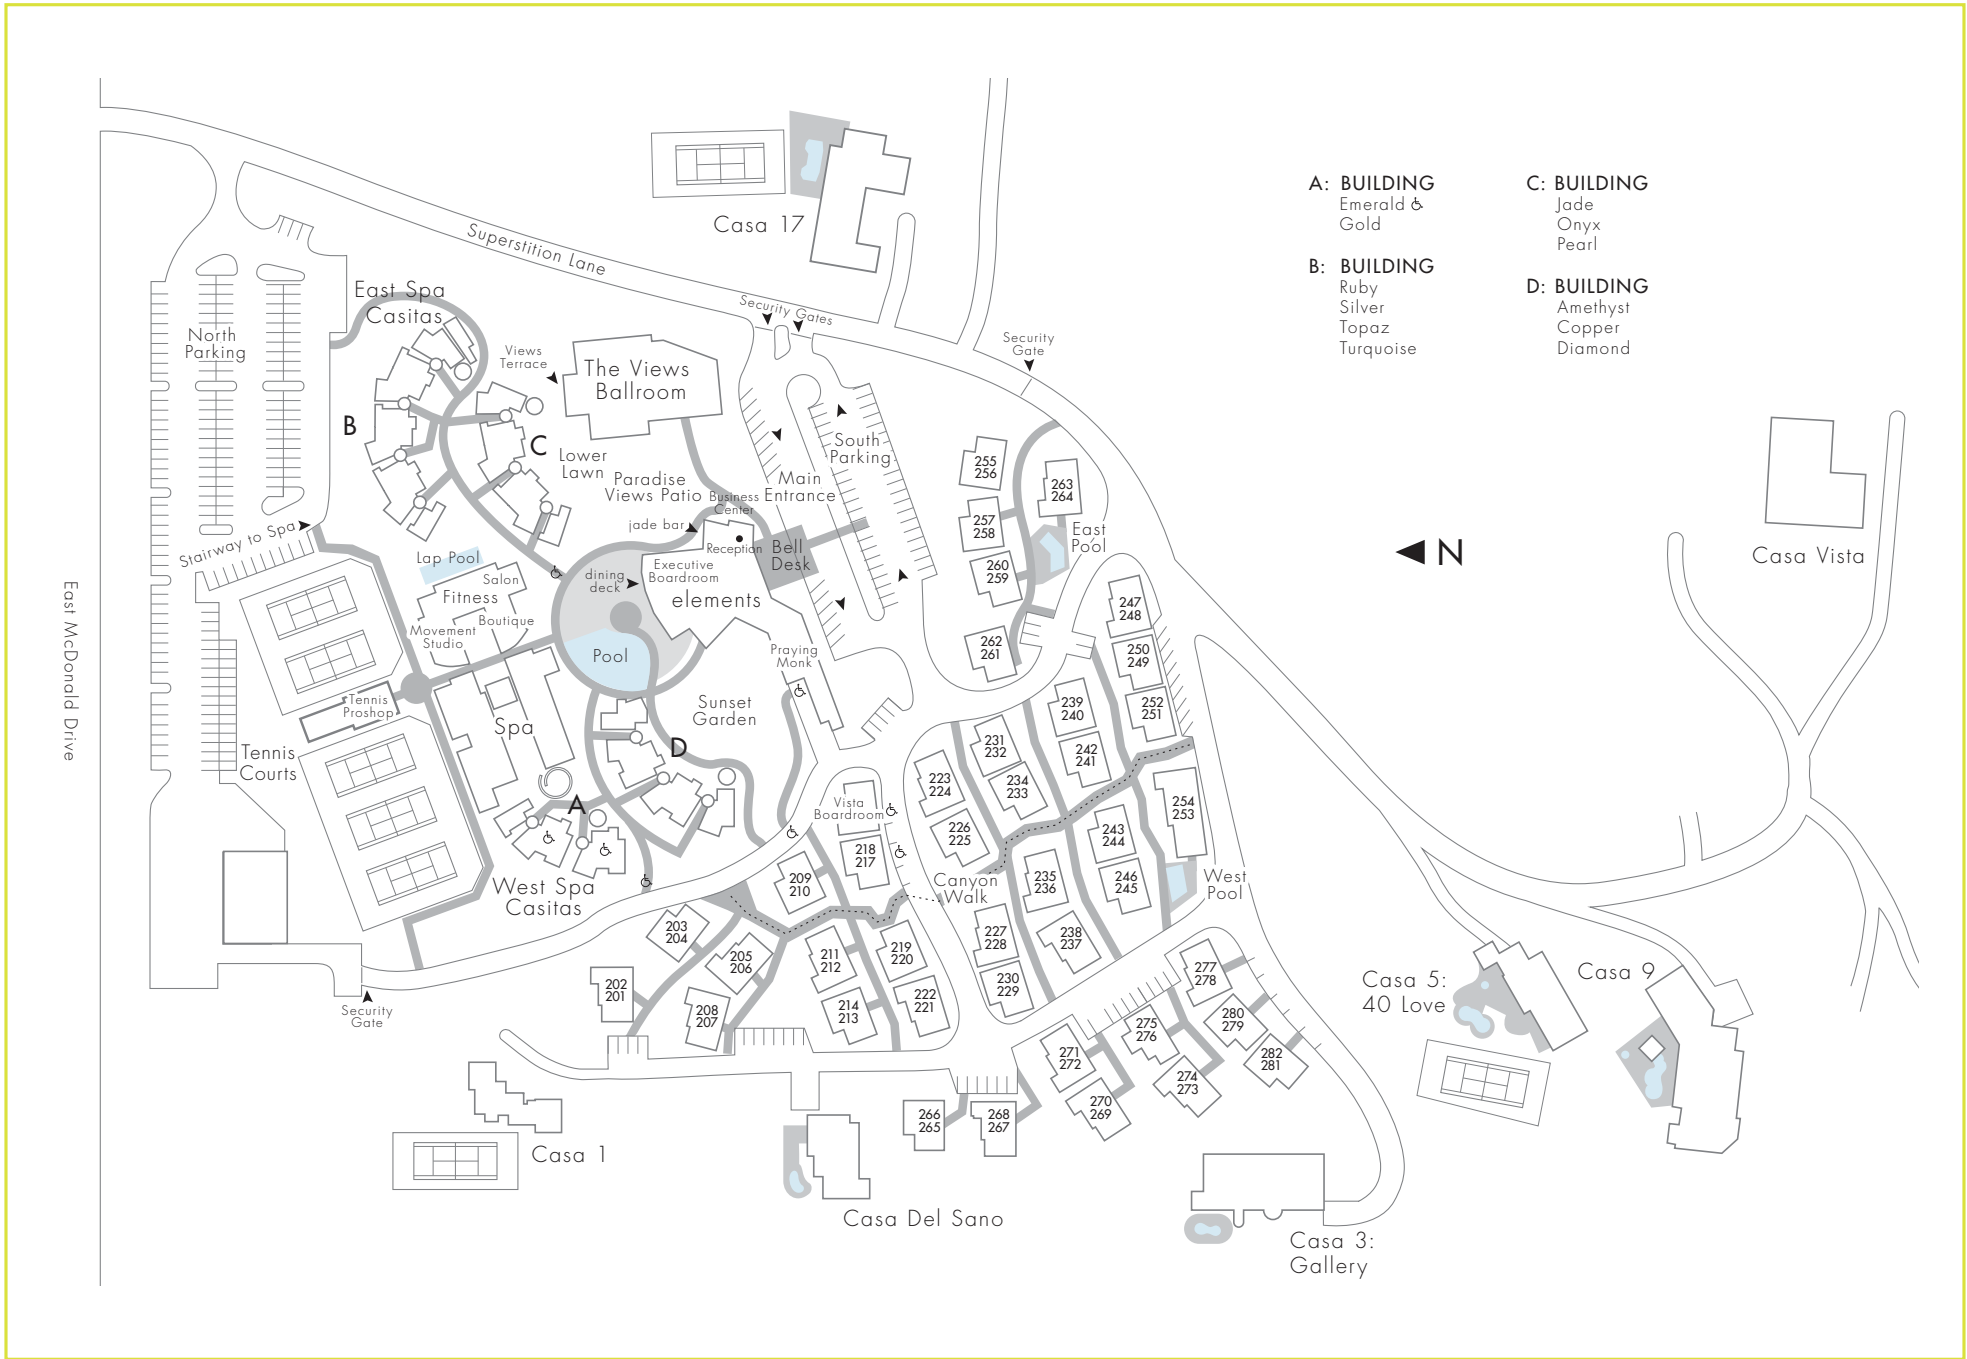 Casa 17
Superstition Lane
Security Gates
Security
Gate
A: BUILDING
Emerald
Gold
B: BUILDING
Ruby
Silver
Topaz
Turquoise
C: BUILDING
Jade
Onyx
Pearl
D: BUILDING
Amethyst
Copper
Diamond
N
East Spa
Casitas
North
Parking
Views
Terrace
The Views
Ballroom
B
C
Lower
Lawn
Paradise
Views Patio
Business
Center
Main
Entrance
South
Parking
jade bar
Reception
Bell
Desk
Executive
Boardroom
elements
dining
deck
Stairway to Spa
Lap Pool
Salon
Fitness
Boutique
Movement
Studio
Pool
Praying
Monk
Sunset
Garden
Tennis
Proshop
Spa
Tennis
Courts
D
A
West Spa
Casitas
Vista
Boardroom
East McDonald Drive
Security
Gate
255
256
263
264
257
258
East
Pool
260
259
262
261
247
248
250
249
252
251
239
240
242
241
231
232
234
233
223
224
226
225
254
253
243
244
246
245
235
236
238
237
227
228
230
229
218
217
209
210
Canyon
Walk
West
Pool
203
204
205
206
202
201
208
207
211
212
214
213
219
220
222
221
277
278
280
279
282
281
275
276
274
273
271
272
270
269
266
265
268
267
Casa Vista
Casa 5:
40 Love
Casa 9
Casa 1
Casa Del Sano
Casa 3:
Gallery